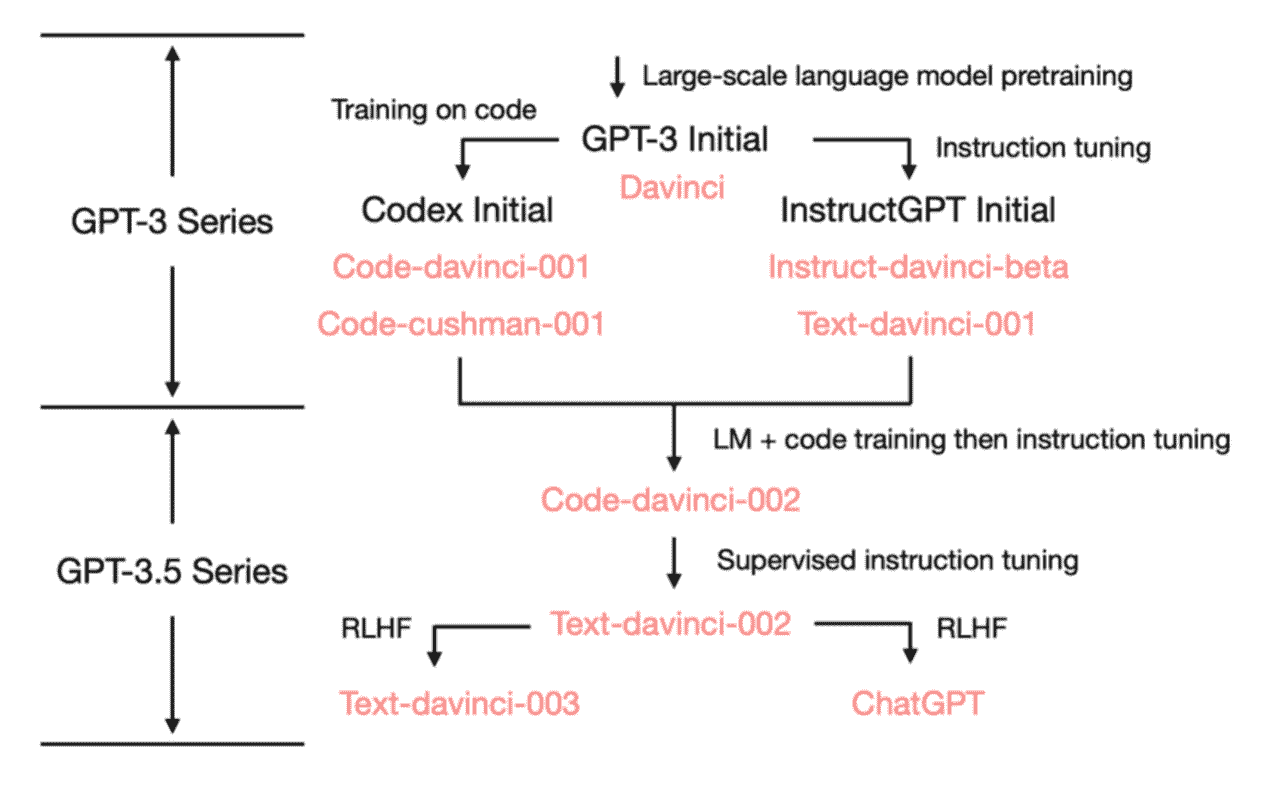 Large-scale language model pretraining
Training on code
GPT-3 Initial
Instruction tuning
Davinci
GPT-3 Series
Codex Initial
InstructGPT Initial
Code-davinci-001
Instruct-davinci-beta
Code-cushman-001
Text-davinci-001
LM + code training then instruction tuning
Code-davinci-002
GPT-3.5 Series
Supervised instruction tuning
RLHF
Text-davinci-002
RLHF
Text-davinci-003
ChatGPT